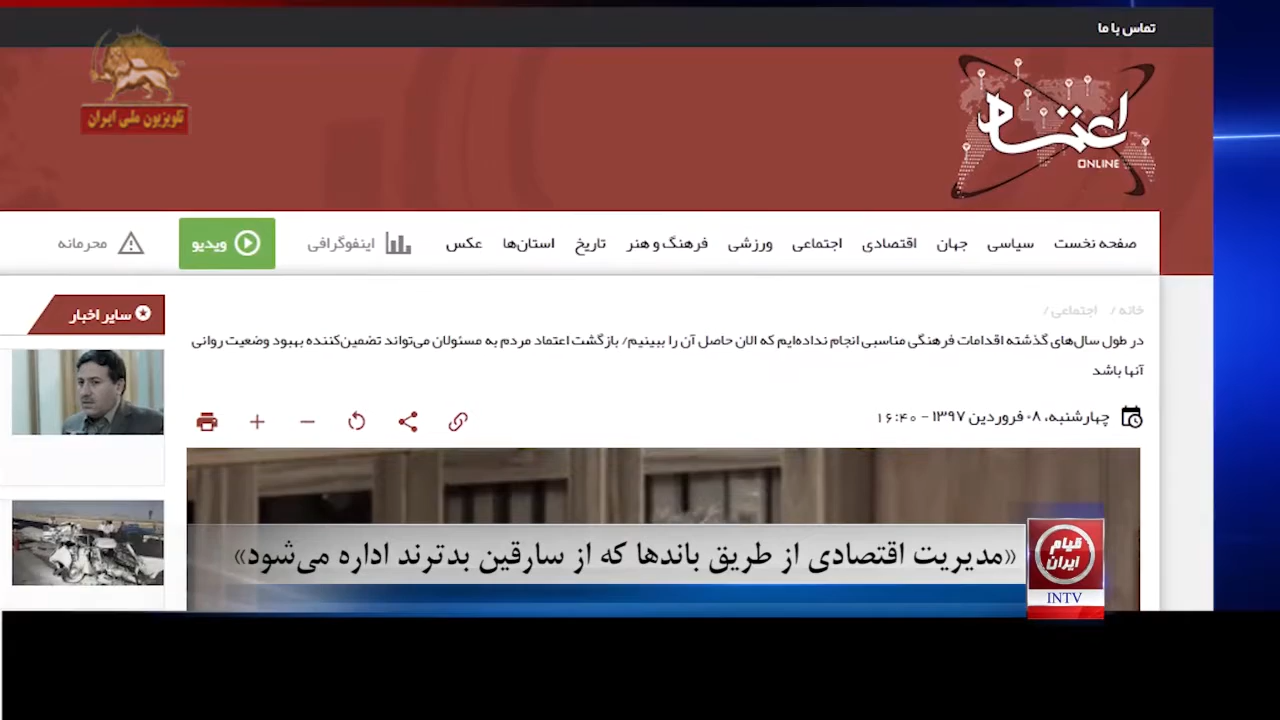 تماس با ما
تلویزیون ملی ایران
اعتماد
ONLINE
صفحه نخست سیاسی جهان اقتصادی اجتماعی ورزشی فرهنگ و هنر تاریخ استان‌ها عکس اینفوگرافی ویدیو محرمانه
خانه / اجتماعی /
سایر اخبار
در طول سال‌های گذشته اقدامات فرهنگی مناسبی انجام نداده‌ایم که الان حاصل آن را ببینیم/ بازگشت اعتماد مردم به مسئولان می‌تواند تضمین‌کننده بهبود وضعیت روانی
آنها باشد
چهارشنبه، ۰۸ فروردین ۱۳۹۷ - ۱۶:۴۰
«مدیریت اقتصادی از طریق باندها که از سارقین بدترند اداره می‌شود»
قیام
ایران
INTV